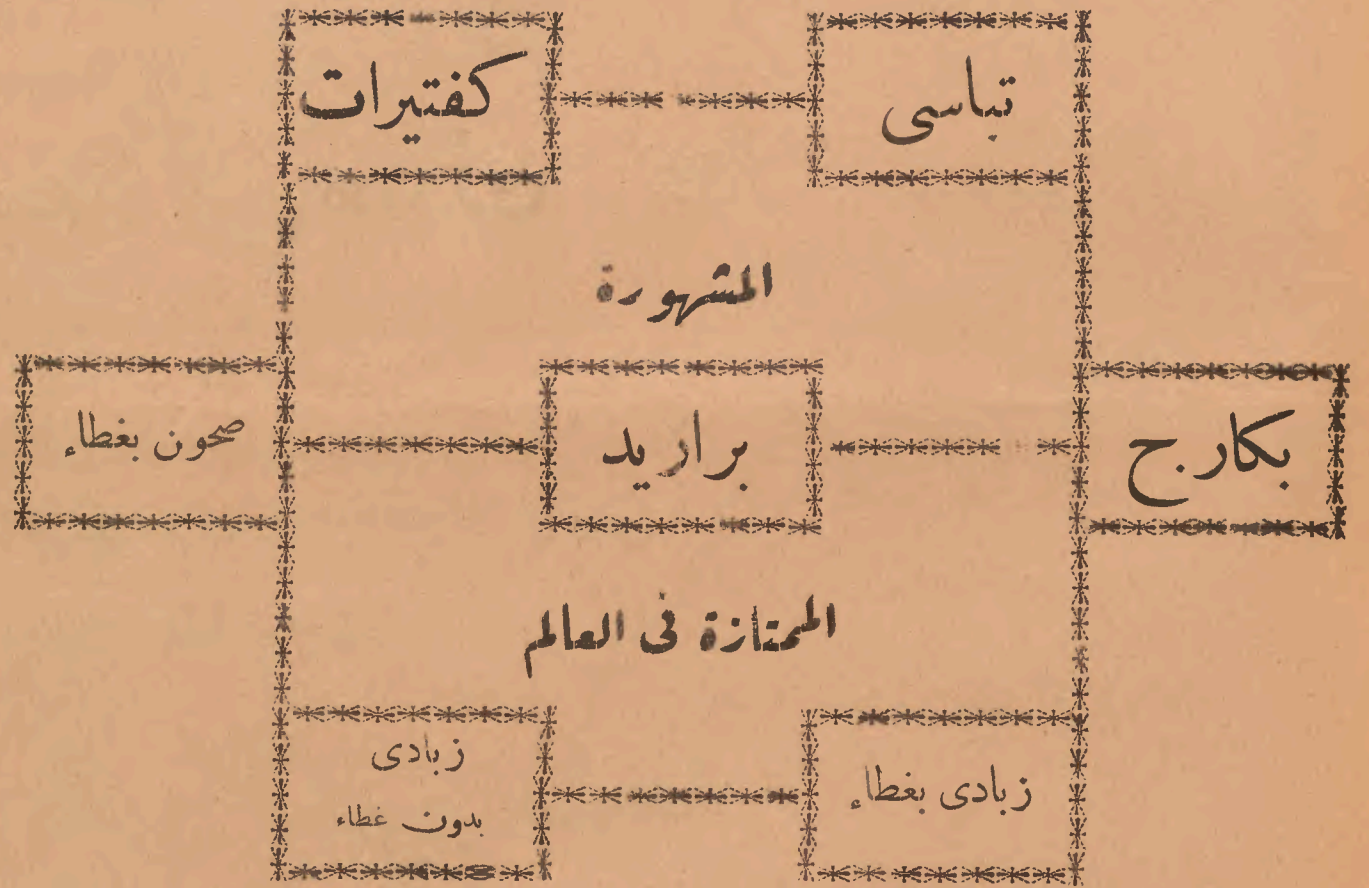 تباسى
كفتيرات
المشهورة
بكارج
براريد
صحون بغطاء
الممتازة فى العالم
زبادى بغطاء
زبادى
بدون غطاء